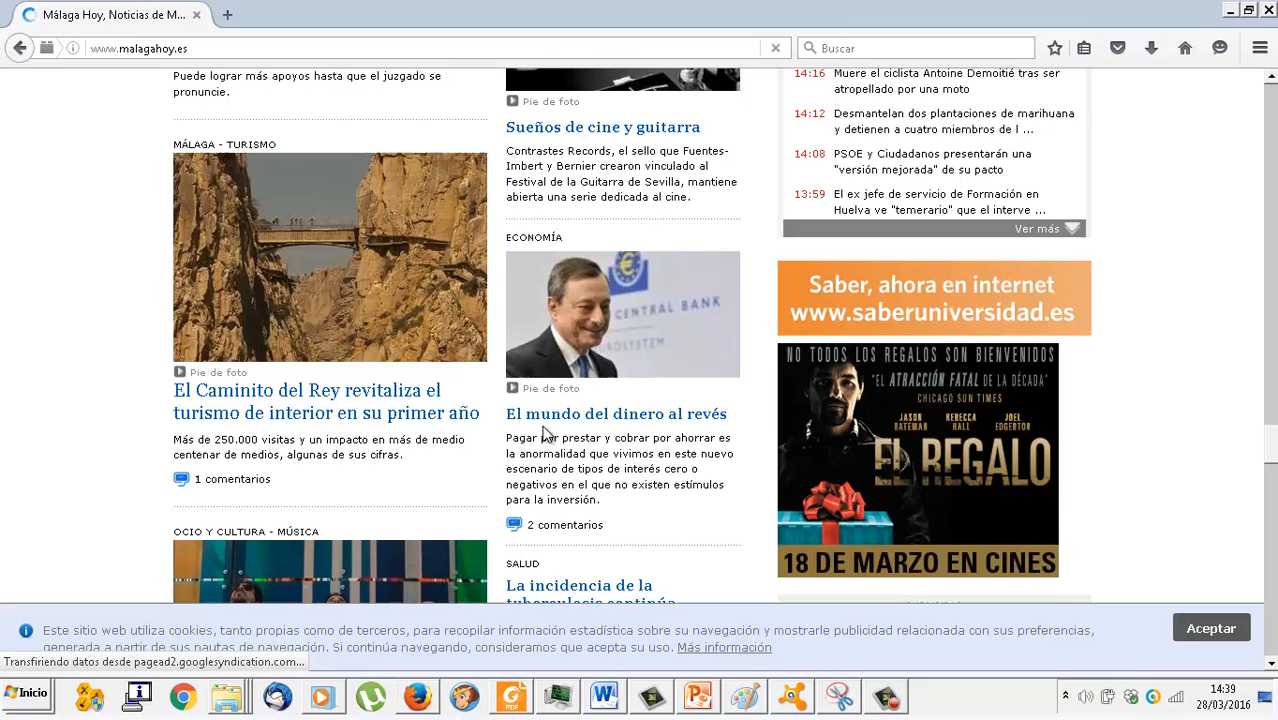 Málaga Hoy, Noticias de M...
www.malagahoy.es
Buscar
Puede lograr más apoyos hasta que el juzgado se
pronuncie.
MÁLAGA - TURISMO
Pie de foto
El Caminito del Rey revitaliza el
turismo de interior en su primer año
Más de 250.000 visitas y un impacto en más de medio
centenar de medios, algunas de sus cifras.
1 comentarios
OCIO Y CULTURA - MÚSICA
Pie de foto
Sueños de cine y guitarra
Contrastes Records, el sello que Fuentes-
Imbert y Bernier crearon vinculado al
Festival de la Guitarra de Sevilla, mantiene
abierta una serie dedicada al cine.
ECONOMÍA
CENTRAL BANK
Pie de foto
El mundo del dinero al revés
Pagar por prestar y cobrar por ahorrar es
la anormalidad que vivimos en este nuevo
escenario de tipos de interés cero o
negativos en el que no existen estímulos
para la inversión.
2 comentarios
SALUD
La incidencia de la
tuberculosis continúa
14:16 Muere el ciclista Antoine Demoitié tras ser
atropellado por una moto
14:12 Desmantelan dos plantaciones de marihuana
y detienen a cuatro miembros de l ...
14:08 PSOE y Ciudadanos presentarán una
"versión mejorada" de su pacto
13:59 El ex jefe de servicio de Formación en
Huelva ve "temerario" que el interve ...
Ver más
Saber, ahora en internet
www.saberuniversidad.es
NO TODOS LOS REGALOS SON BIENVENIDOS
"EL ATRACCIÓN FATAL DE LA DÉCADA"
CHICAGO SUN TIMES
JASON BATEMAN REBECCA HALL JOEL EDGERTON
EL REGALO
18 DE MARZO EN CINES
Este sitio web utiliza cookies, tanto propias como de terceros, para recopilar información estadística sobre su navegación y mostrarle publicidad relacionada con sus preferencias,
generada a partir de sus pautas de navegación. Si continúa navegando, consideramos que acepta su uso. Más información
Aceptar
Transfiriendo datos desde pagead2.googlesyndication.com...
Inicio
PDF
14:39
28/03/2016